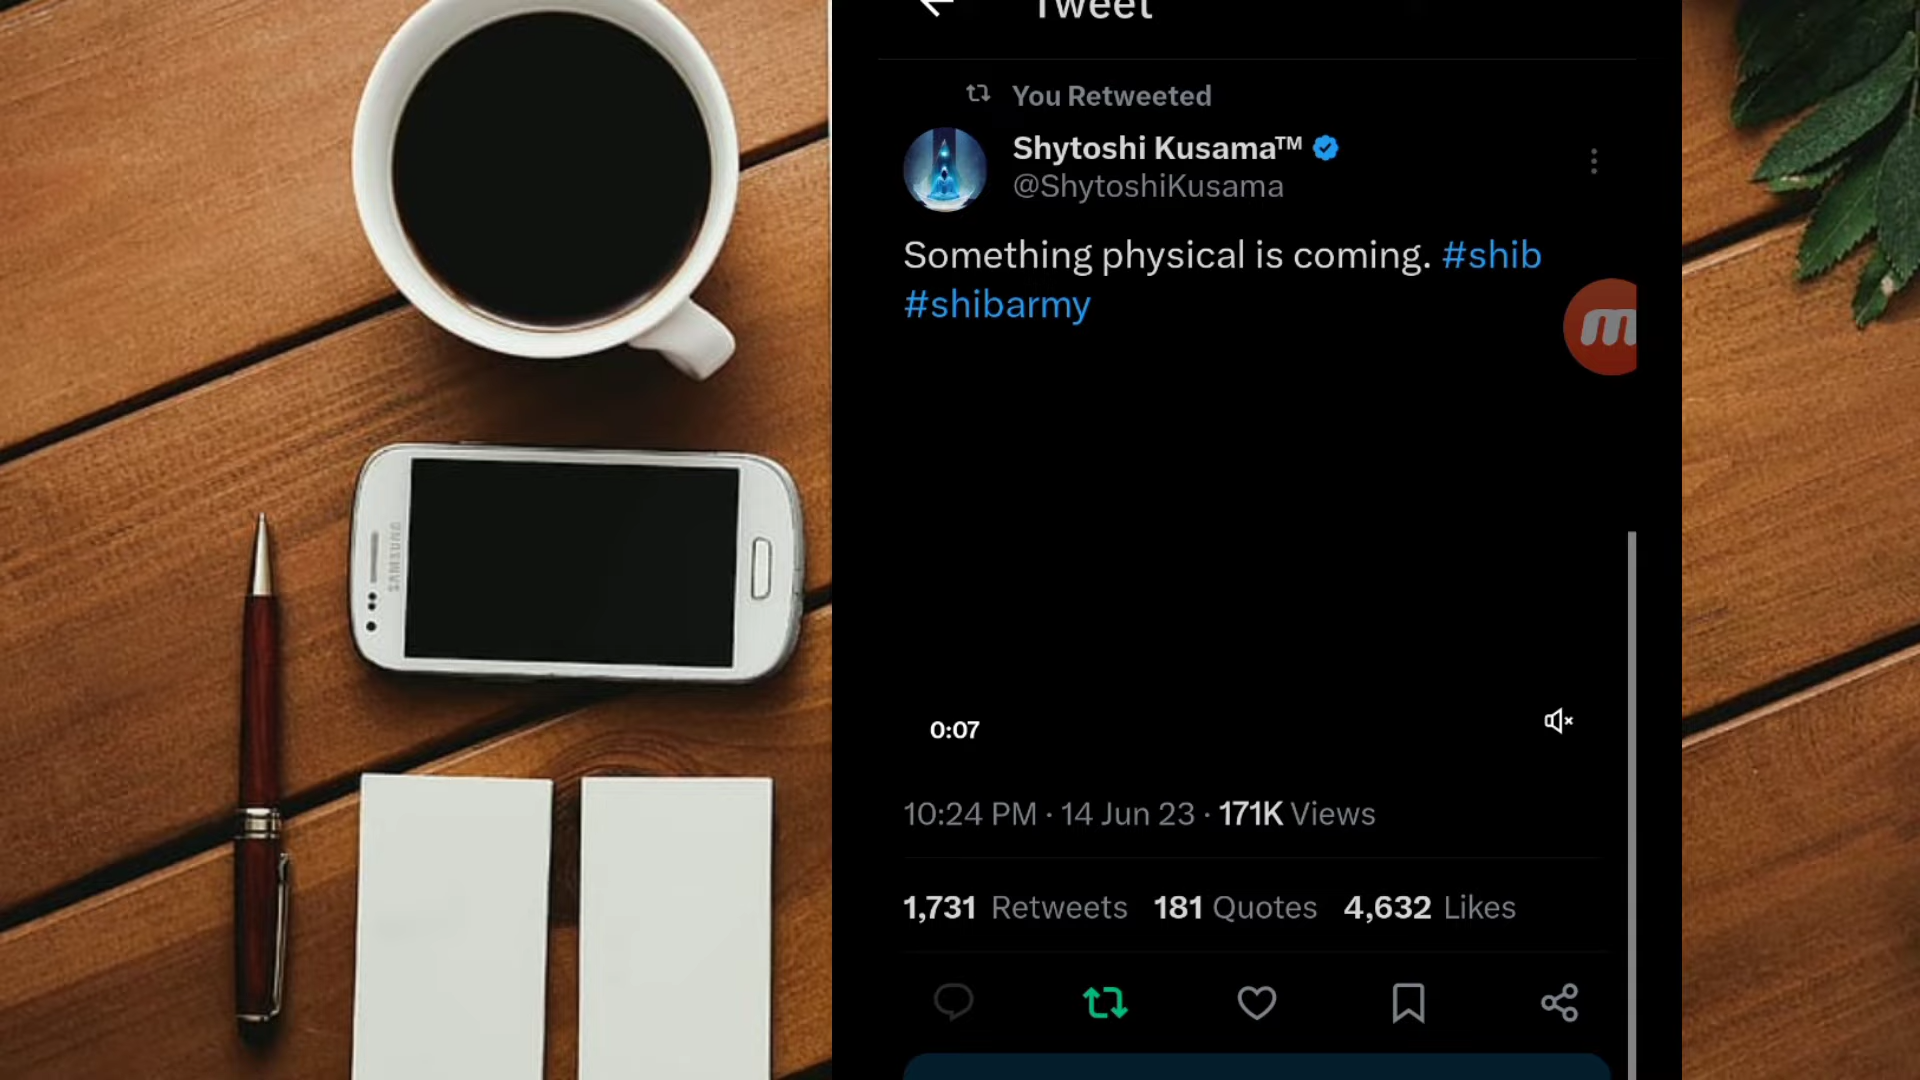 Tweet
You Retweeted
Shytoshi Kusama™
@ShytoshiKusama
Something physical is coming. #shib
#shibarmy
0:07
10:24 PM · 14 Jun 23 · 171K Views
1,731 Retweets 181 Quotes 4,632 Likes
SAMSUNG